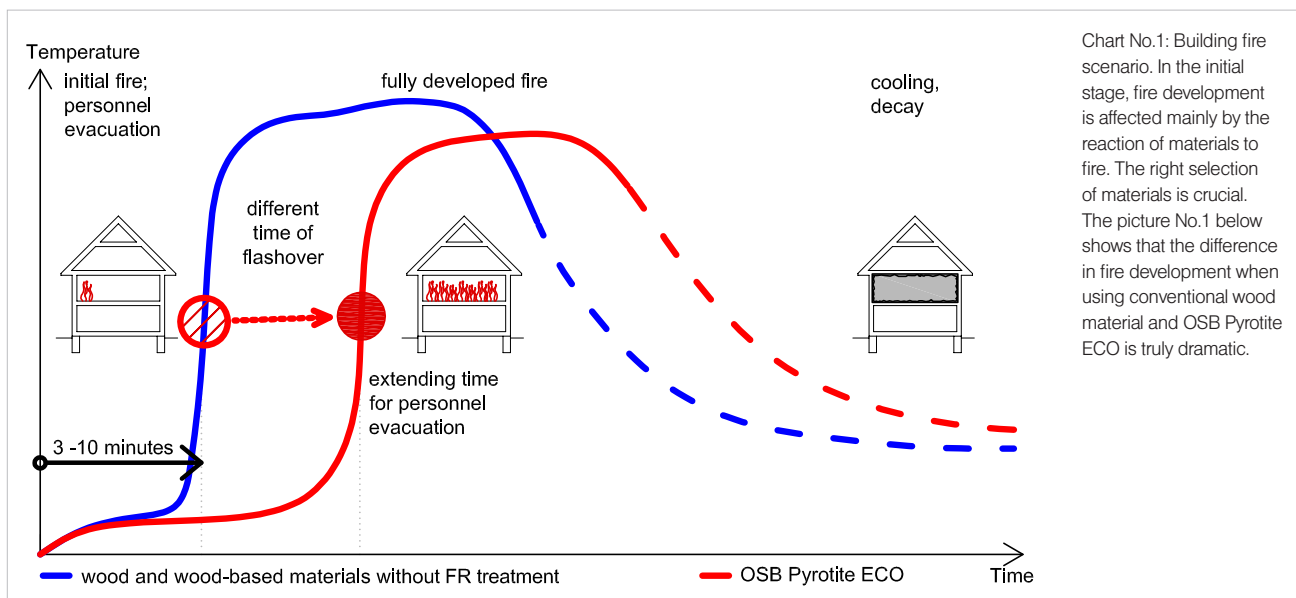 Temperature
initial fire;
personnel
evacuation
fully developed fire
cooling,
decay
different
time of
flashover
extending time
for personnel
evacuation
3 -10 minutes
Time
wood and wood-based materials without FR treatment
OSB Pyrotite ECO
Chart No.1: Building fire
scenario. In the initial
stage, fire development
is affected mainly by the
reaction of materials to
fire. The right selection
of materials is crucial.
The picture No.1 below
shows that the difference
in fire development when
using conventional wood
material and OSB Pyrotite
ECO is truly dramatic.